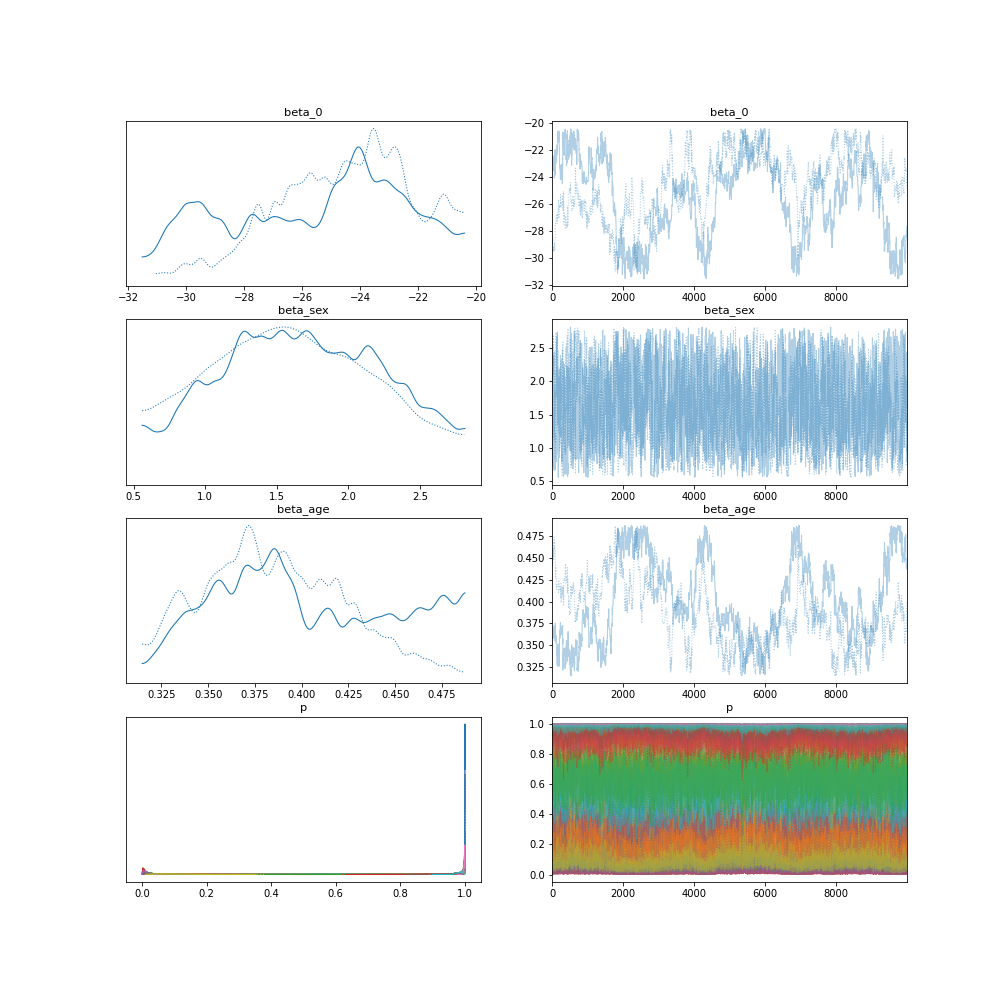 beta_0
−32 −30 −28 −26 −24 −22 −20
beta_0
−20
−22
−24
−26
−28
−30
−32
0 2000 4000 6000 8000
beta_sex
0.5 1.0 1.5 2.0 2.5
beta_sex
2.5
2.0
1.5
1.0
0.5
0 2000 4000 6000 8000
beta_age
0.325 0.350 0.375 0.400 0.425 0.450 0.475
beta_age
0.475
0.450
0.425
0.400
0.375
0.350
0.325
0 2000 4000 6000 8000
p
0.0 0.2 0.4 0.6 0.8 1.0
p
1.0
0.8
0.6
0.4
0.2
0.0
0 2000 4000 6000 8000